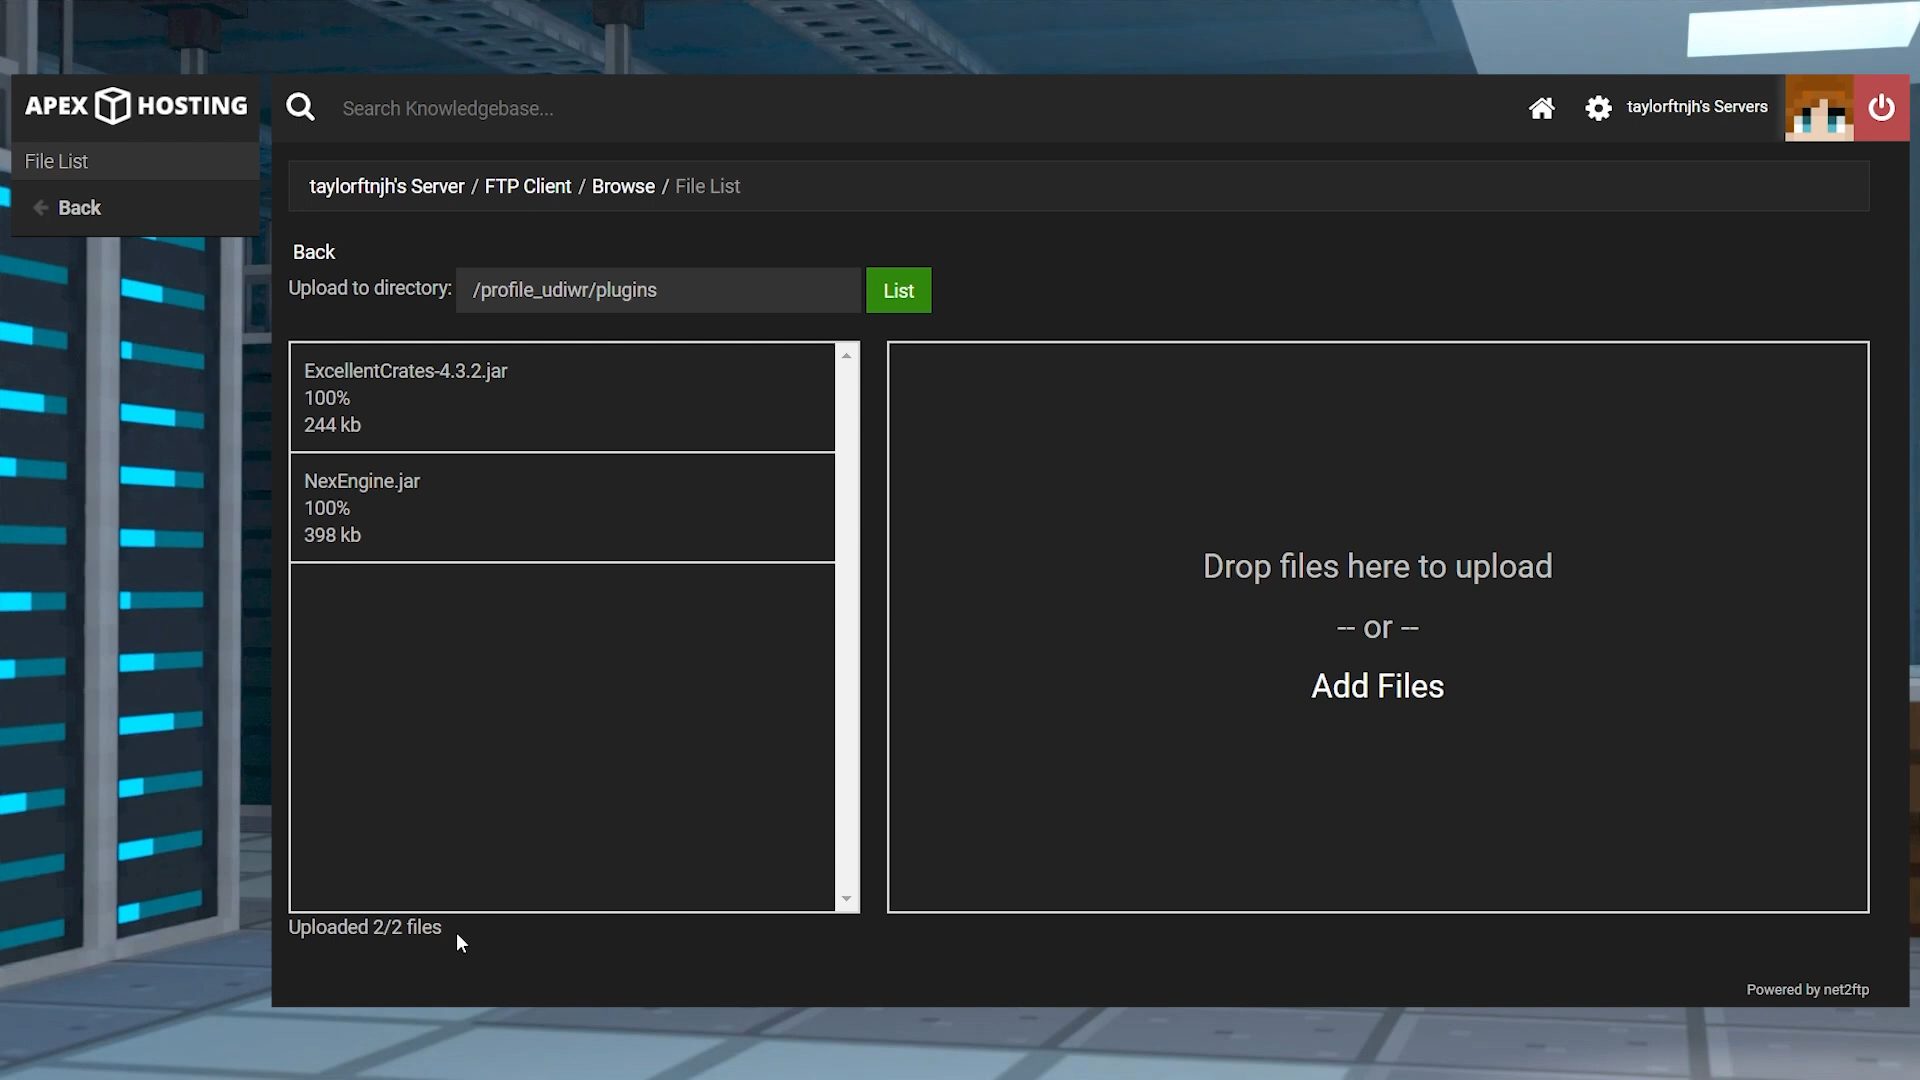 APEX HOSTING
Search Knowledgebase...
taylorftnjh's Servers
File List
Back
taylorftnjh's Server / FTP Client / Browse / File List
Back
Upload to directory: /profile_udiwr/plugins List
ExcellentCrates-4.3.2.jar
100%
244 kb
NexEngine.jar
100%
398 kb
Drop files here to upload
-- or --
Add Files
Uploaded 2/2 files
Powered by net2ftp